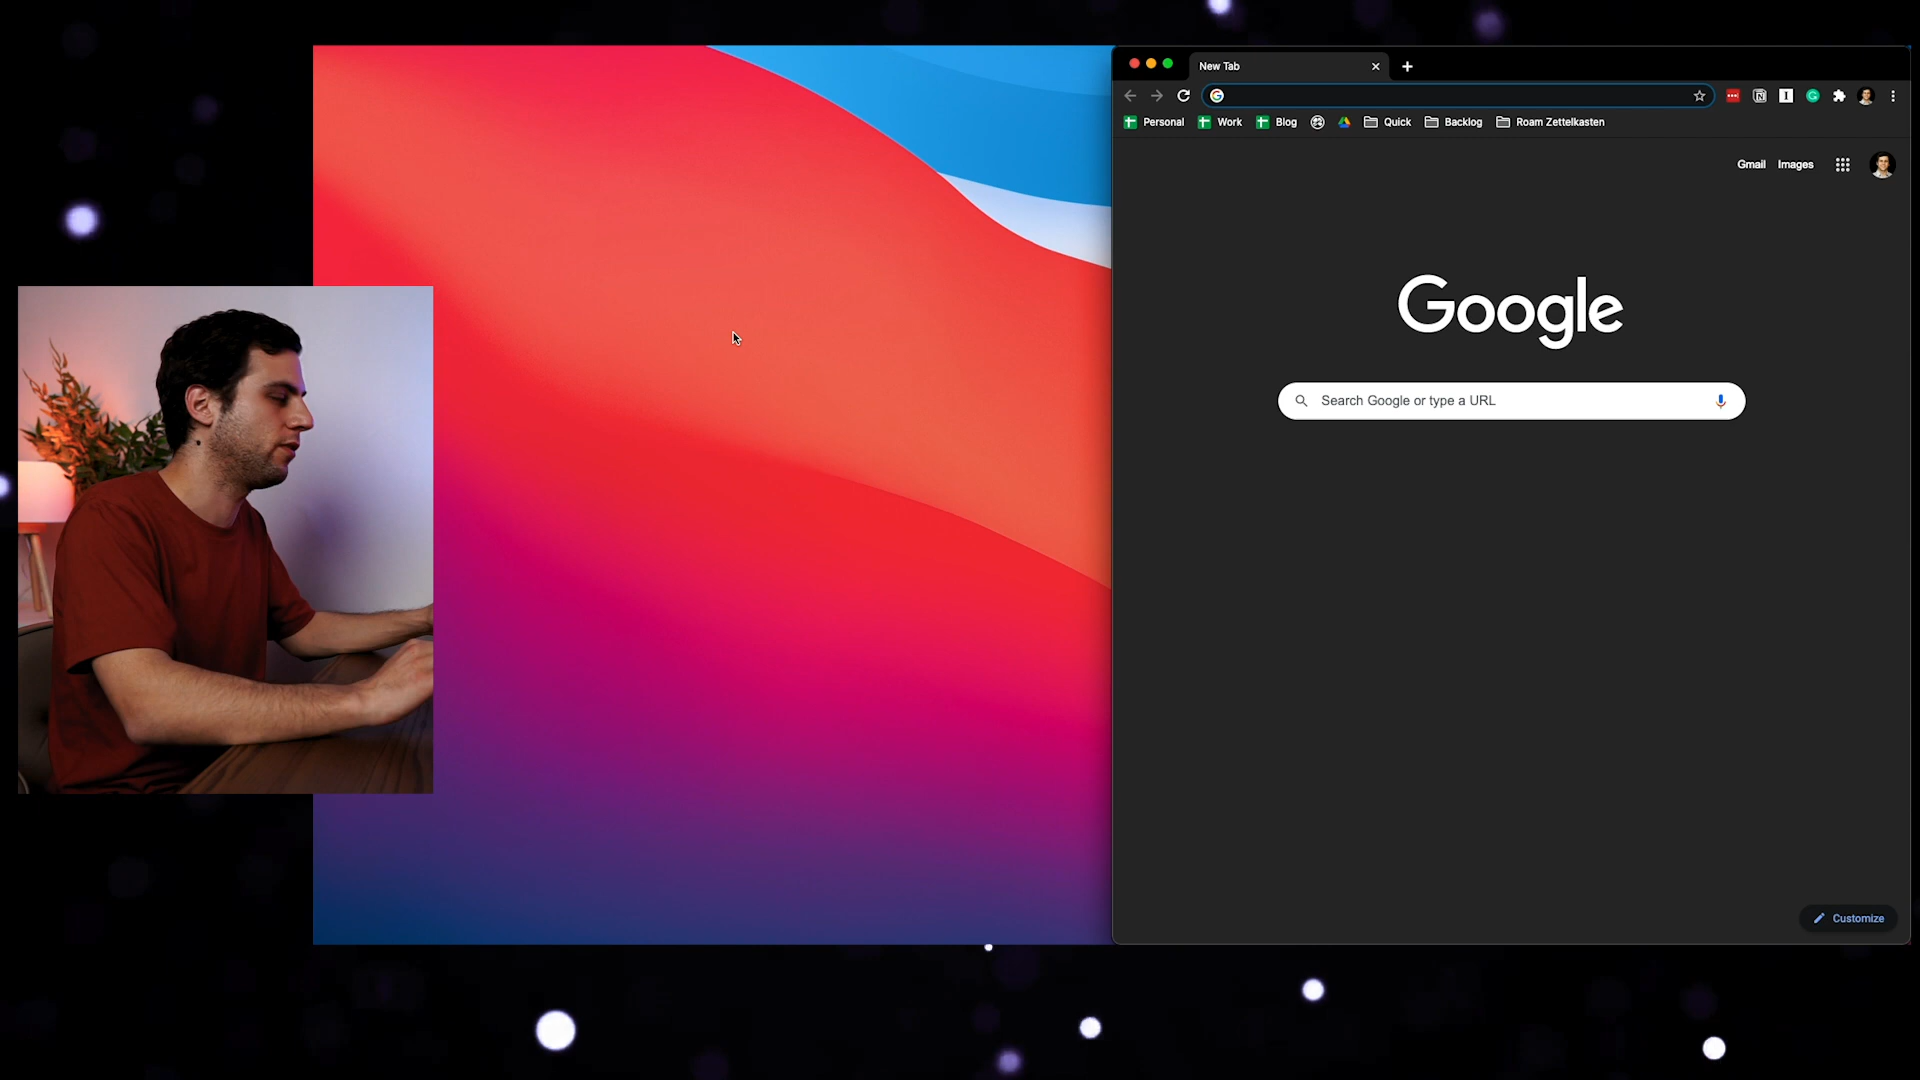 New Tab
Personal Work Blog Quick Backlog Roam Zettelkasten
Gmail Images
Google
Search Google or type a URL
Customize